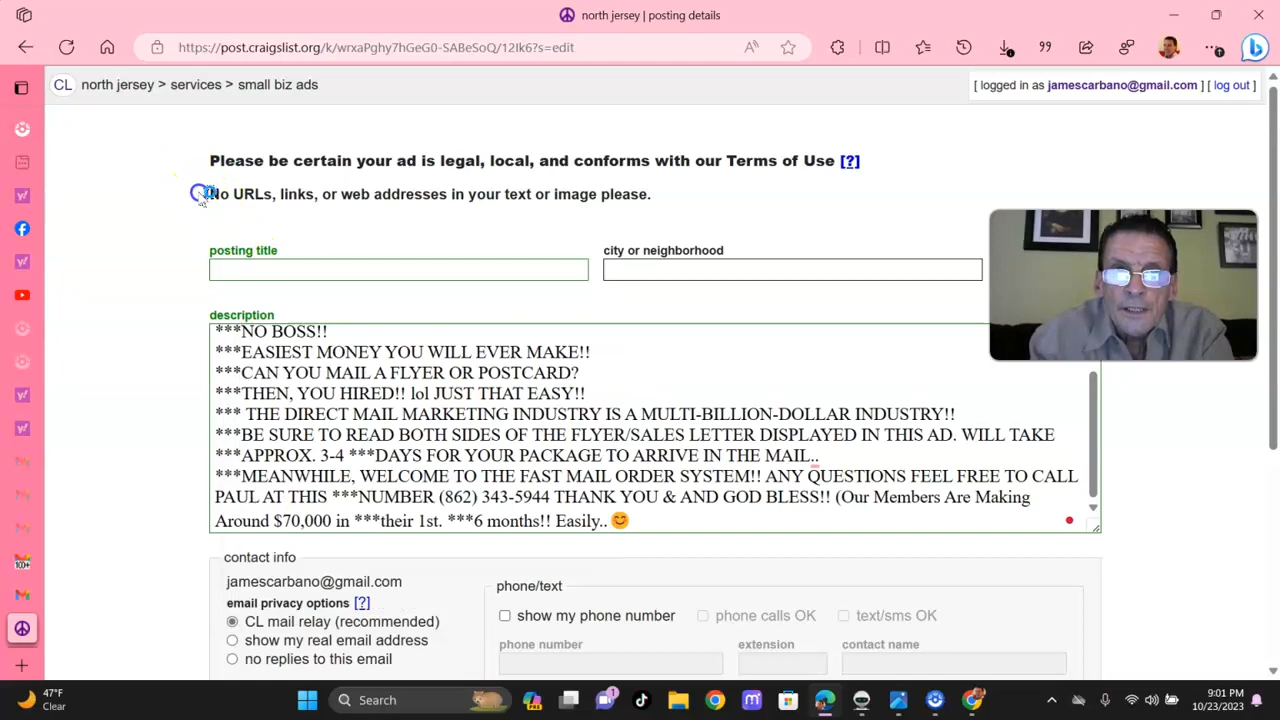 north jersey | posting details
https://post.craigslist.org/k/wrxaPghy7hGeG0-SABeSoQ/12Ik6?s=edit
CL north jersey > services > small biz ads
[ logged in as jamescarbano@gmail.com ] [ log out ]
Please be certain your ad is legal, local, and conforms with our Terms of Use [?]
No URLs, links, or web addresses in your text or image please.
posting title
city or neighborhood
description
***NO BOSS!!
***EASIEST MONEY YOU WILL EVER MAKE!!
***CAN YOU MAIL A FLYER OR POSTCARD?
***THEN, YOU HIRED!! lol JUST THAT EASY!!
*** THE DIRECT MAIL MARKETING INDUSTRY IS A MULTI-BILLION-DOLLAR INDUSTRY!!
***BE SURE TO READ BOTH SIDES OF THE FLYER/SALES LETTER DISPLAYED IN THIS AD. WILL TAKE
***APPROX. 3-4 ***DAYS FOR YOUR PACKAGE TO ARRIVE IN THE MAIL..
***MEANWHILE, WELCOME TO THE FAST MAIL ORDER SYSTEM!! ANY QUESTIONS FEEL FREE TO CALL
PAUL AT THIS ***NUMBER (862) 343-5944 THANK YOU & AND GOD BLESS!! (Our Members Are Making
Around $70,000 in ***their 1st. ***6 months!! Easily.. 😊
contact info
jamescarbano@gmail.com
email privacy options [?]
CL mail relay (recommended)
show my real email address
no replies to this email
phone/text
show my phone number
phone calls OK
text/sms OK
phone number
extension
contact name
100+
47°F
Clear
Search
PRE
1
9:01 PM
10/23/2023